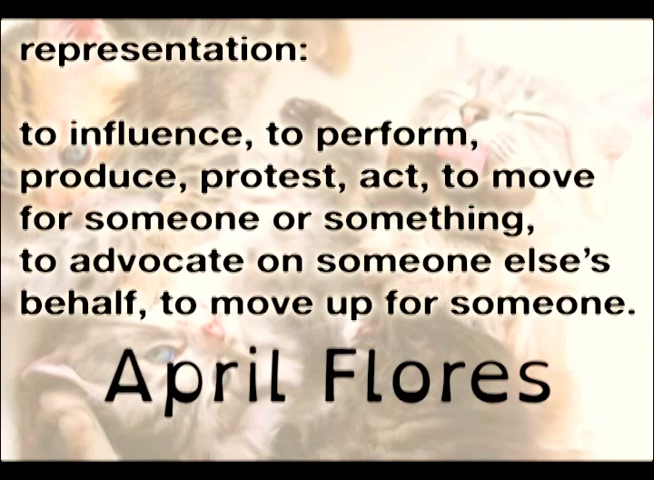 representation:
to influence, to perform,
produce, protest, act, to move
for someone or something,
to advocate on someone else's
behalf, to move up for someone.
April Flores